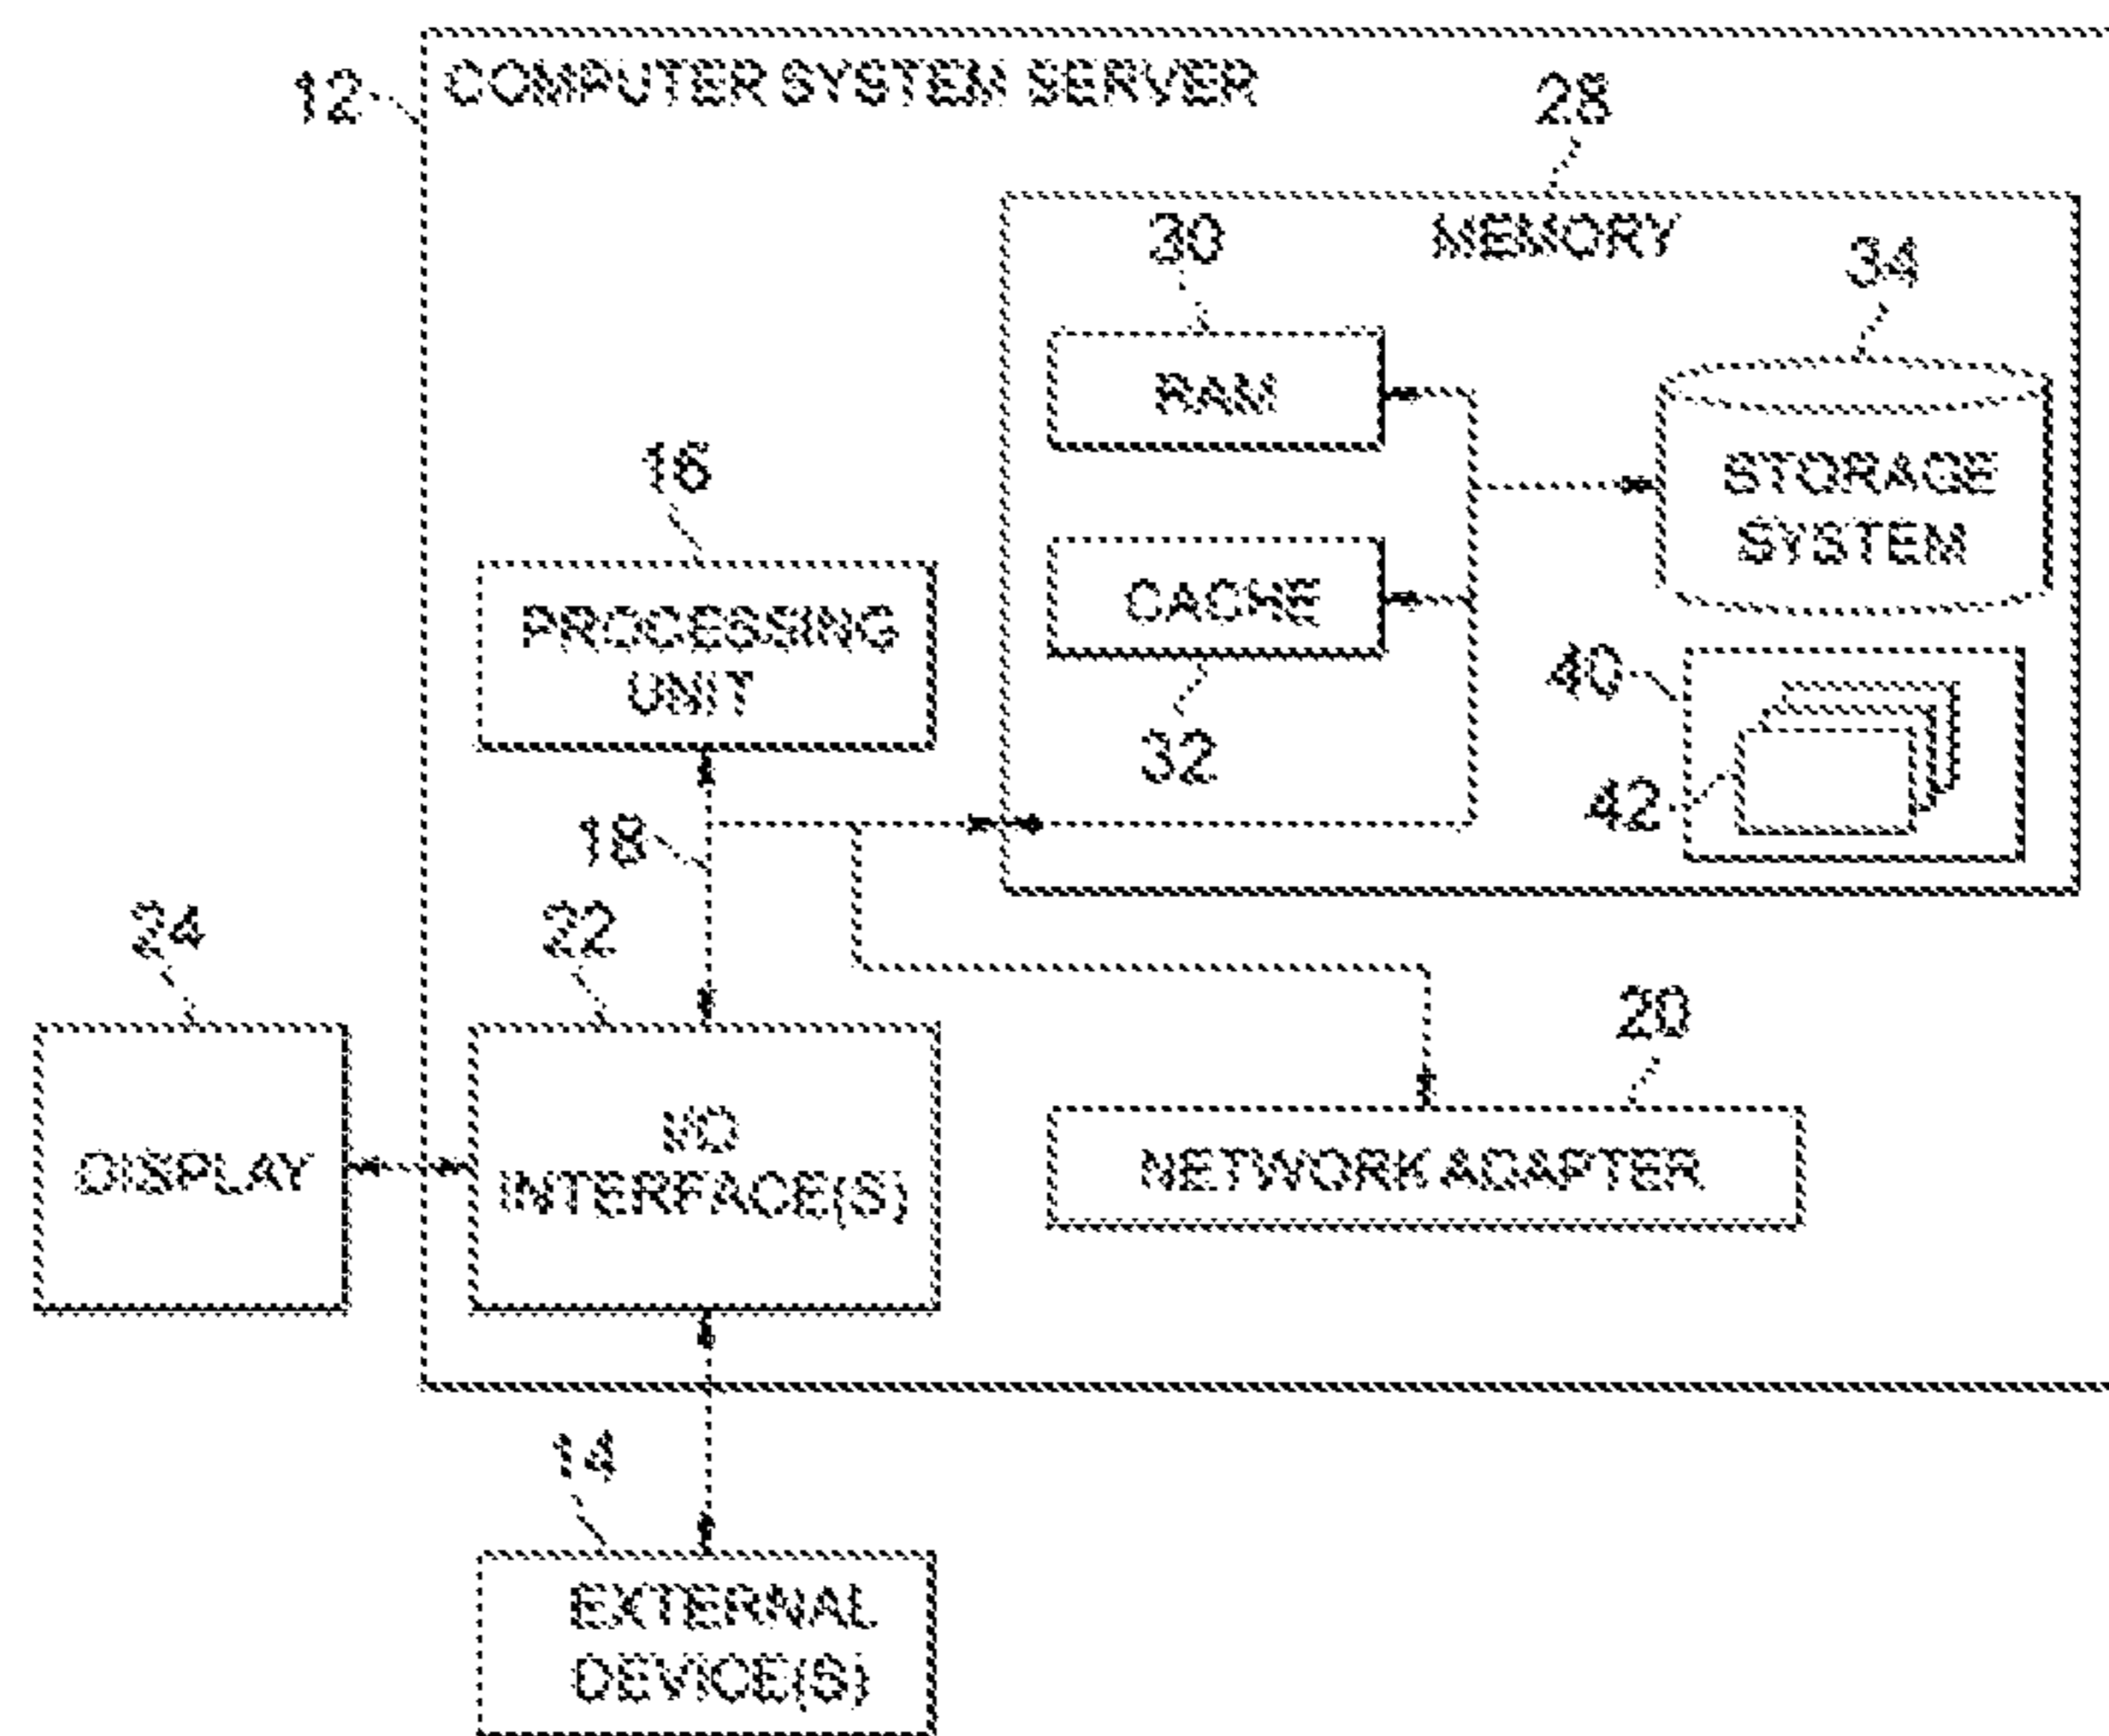 12
COMPUTER SYSTEM SERVER
28
MEMORY
30
34
RAM
STORAGE
SYSTEM
16
PROCESSING
UNIT
CACHE
32
40
42
18
24
22
20
DISPLAY
I/O
INTERFACE(S)
NETWORK ADAPTER
14
EXTERNAL
DEVICE(S)